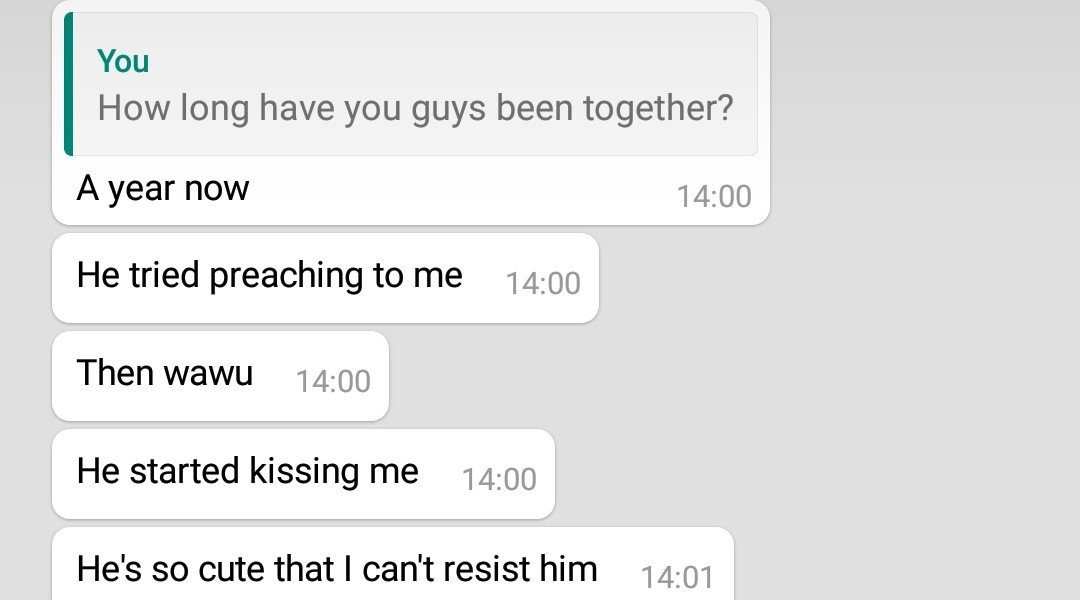 You
How long have you guys been together?
A year now 14:00
He tried preaching to me 14:00
Then wawu 14:00
He started kissing me 14:00
He's so cute that I can't resist him 14:01